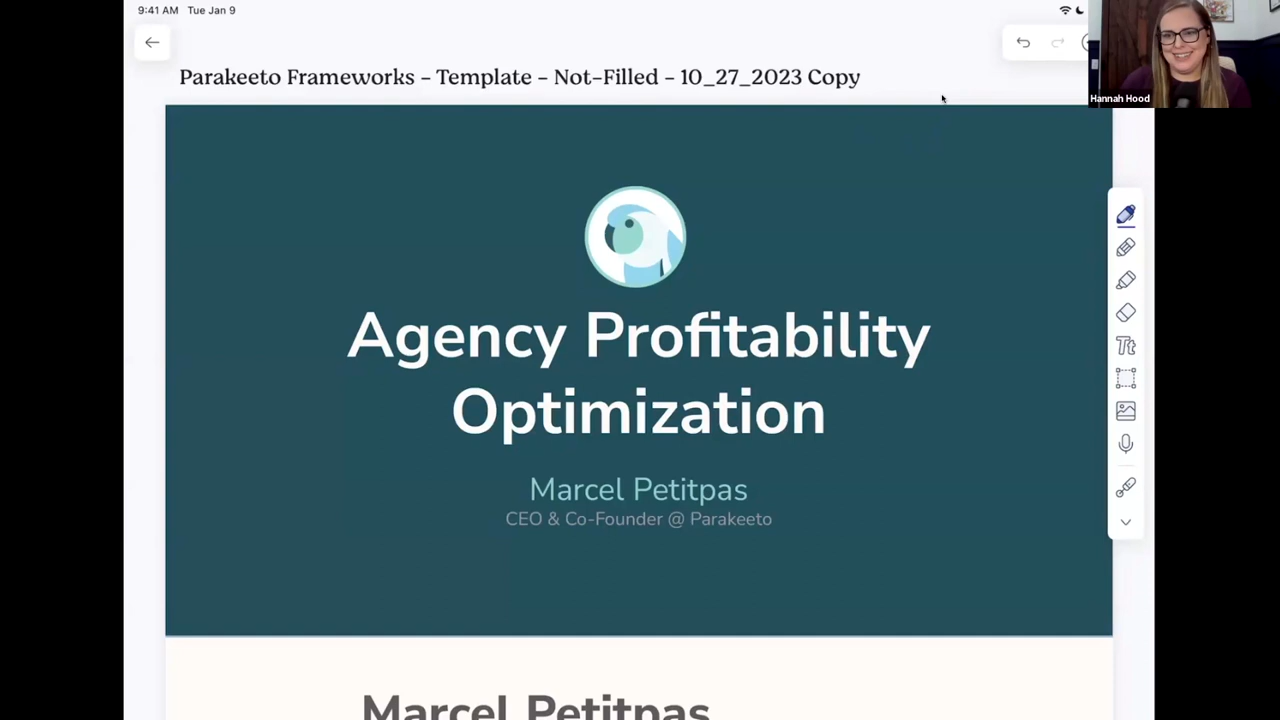 9:41 AM Tue Jan 9
Parakeeto Frameworks - Template - Not-Filled - 10_27_2023 Copy
Hannah Hood
Agency Profitability
Optimization
Marcel Petitpas
CEO & Co-Founder @ Parakeeto
Tt
Marcel Petitpas